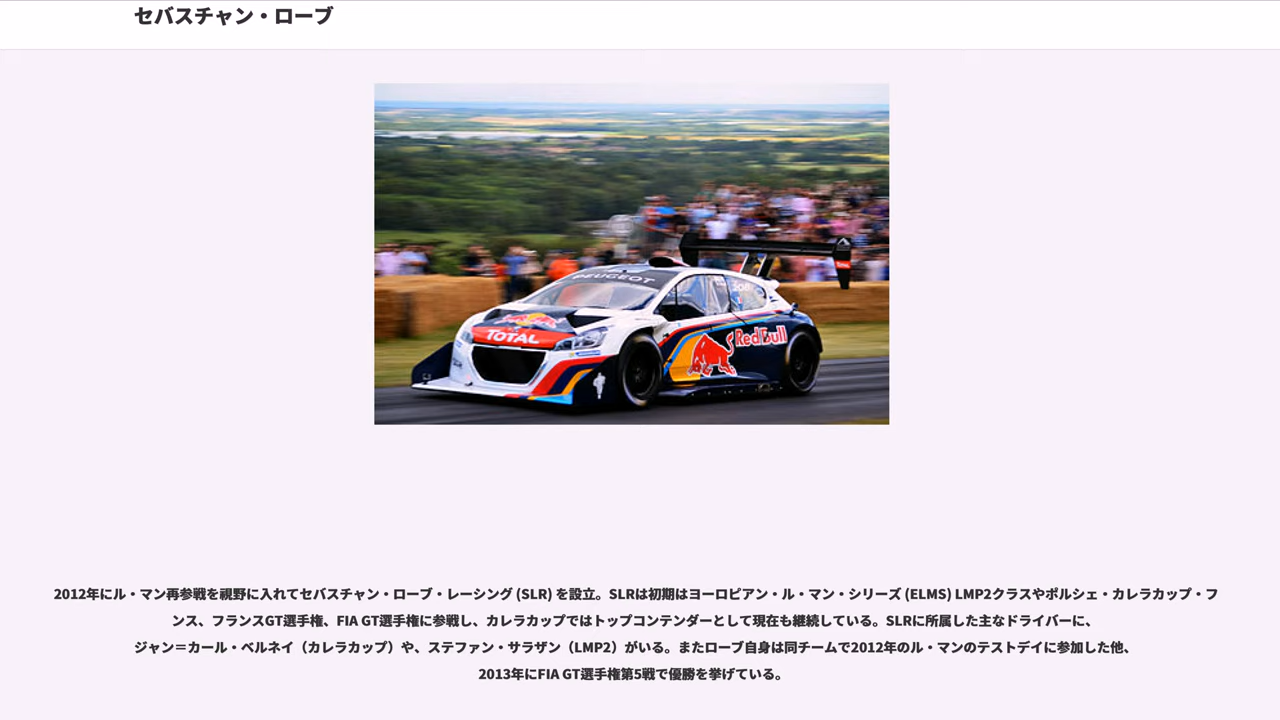 セバスチャン・ローブ
PEUGEOT
208
TOTAL
Red Bull
2012年にル・マン再参戦を視野に入れてセバスチャン・ローブ・レーシング (SLR) を設立。SLRは初期はヨーロピアン・ル・マン・シリーズ (ELMS) LMP2クラスやポルシェ・カレラカップ・フ
ンス、フランスGT選手権、FIA GT選手権に参戦し、カレラカップではトップコンテンダーとして現在も継続している。SLRに所属した主なドライバーに、
ジャン＝カール・ベルネイ（カレラカップ）や、ステファン・サラザン（LMP2）がいる。またローブ自身は同チームで2012年のル・マンのテストデイに参加した他、
2013年にFIA GT選手権第5戦で優勝を挙げている。